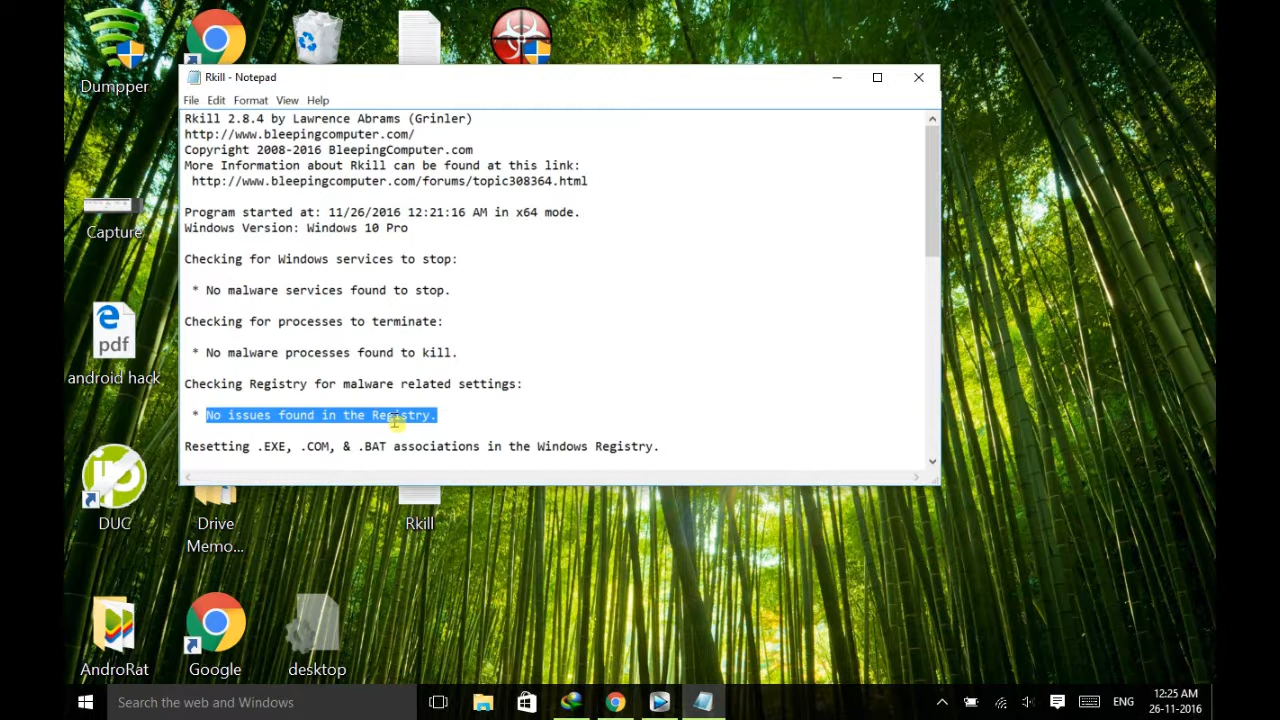 Dumpper
Rkill - Notepad
File Edit Format View Help
Rkill 2.8.4 by Lawrence Abrams (Grinler)
http://www.bleepingcomputer.com/
Copyright 2008-2016 BleepingComputer.com
More Information about Rkill can be found at this link:
http://www.bleepingcomputer.com/forums/topic308364.html
Program started at: 11/26/2016 12:21:16 AM in x64 mode.
Windows Version: Windows 10 Pro
Checking for Windows services to stop:
* No malware services found to stop.
Checking for processes to terminate:
* No malware processes found to kill.
Checking Registry for malware related settings:
* No issues found in the Registry.
Resetting .EXE, .COM, & .BAT associations in the Windows Registry.
Capture
pdf
android hack
DUC
Drive
Memo...
Rkill
AndroRat
Google
desktop
Search the web and Windows
ENG
12:25 AM
26-11-2016